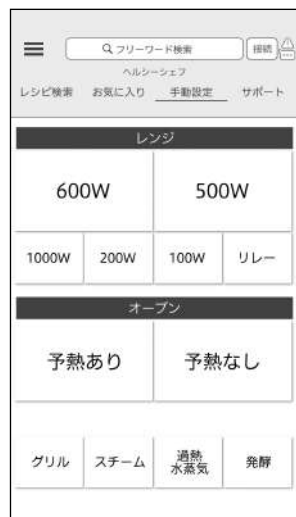 フリーワード検索
接続
ヘルシーシェフ
レシピ検索 お気に入り 手動設定 サポート
レンジ
600W 500W
1000W 200W 100W リレー
オーブン
予熱あり 予熱なし
グリル スチーム 過熱 発酵
水蒸気